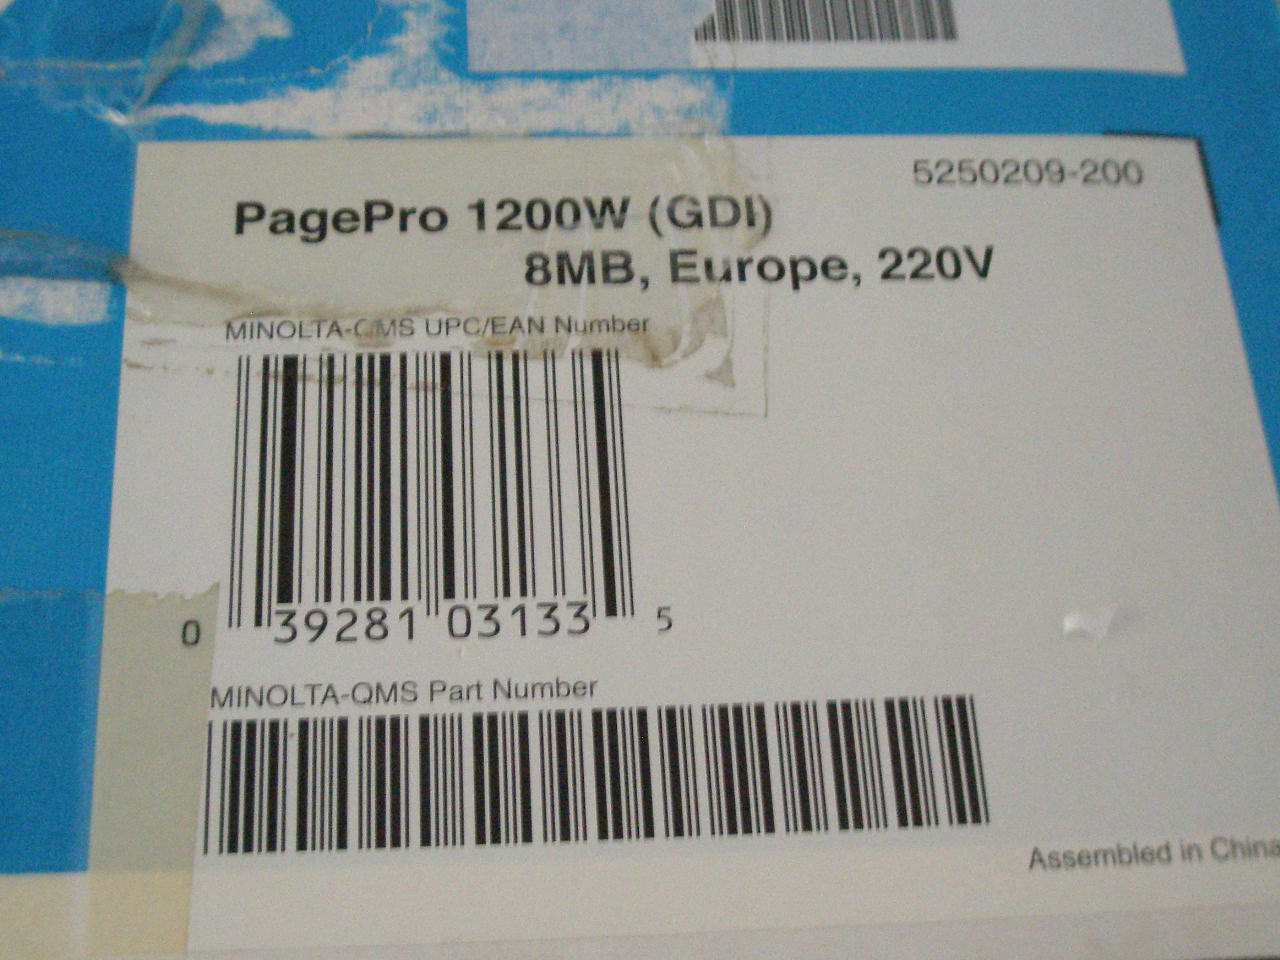 5250209-200
PagePro 1200W (GDI)
8MB, Europe, 220V
MINOLTA-QMS UPC/EAN Number
0 39281 03133 5
MINOLTA-QMS Part Number
Assembled in China